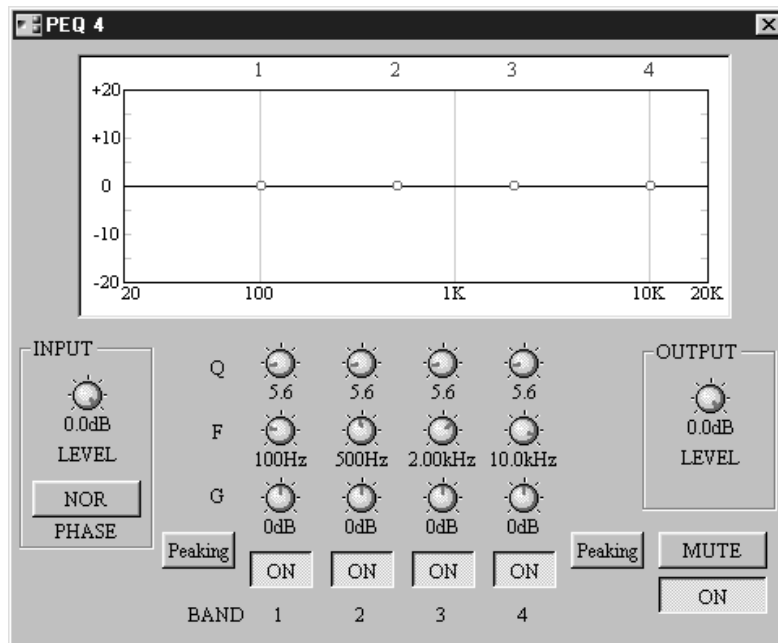 PEQ 4
1 2 3 4
+20
+10
0
-10
-20
20 100 1K 10K 20K
INPUT
0.0dB
LEVEL
NOR
PHASE
Q
5.6 5.6 5.6 5.6
F
100Hz 500Hz 2.00kHz 10.0kHz
G
0dB 0dB 0dB 0dB
Peaking
ON ON ON ON
Peaking
BAND 1 2 3 4
OUTPUT
0.0dB
LEVEL
MUTE
ON